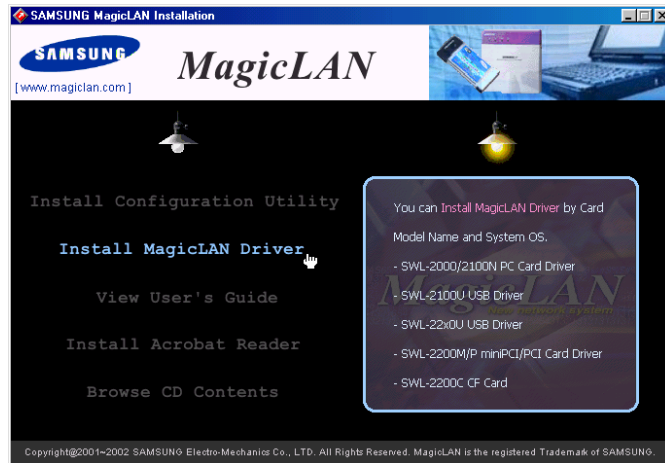 SAMSUNG MagicLAN Installation
SAMSUNG
MagicLAN
[ www.magiclan.com ]
Install Configuration Utility
Install MagicLAN Driver
View User's Guide
Install Acrobat Reader
Browse CD Contents
You can Install MagicLAN Driver by Card
Model Name and System OS.
- SWL-2000/2100N PC Card Driver
- SWL-2100U USB Driver
- SWL-22x0U USB Driver
- SWL-2200M/P miniPCI/PCI Card Driver
- SWL-2200C CF Card
MagicLAN
New network system
Copyright@2001~2002 SAMSUNG Electro-Mechanics Co., LTD. All Rights Reserved. MagicLAN is the registered Trademark of SAMSUNG.